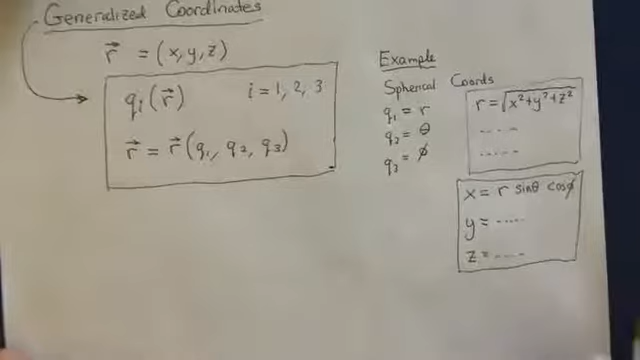 Generalized Coordinates
r⃗ = (x, y, z)
qᵢ(r⃗) i = 1, 2, 3
r⃗ = r⃗(q₁, q₂, q₃)
Example
Spherical Coords
q₁ = r
q₂ = θ
q₃ = ϕ
r = √x²+y²+z²
....
.....
x = r sinθ cosϕ
y = .....
z = .....